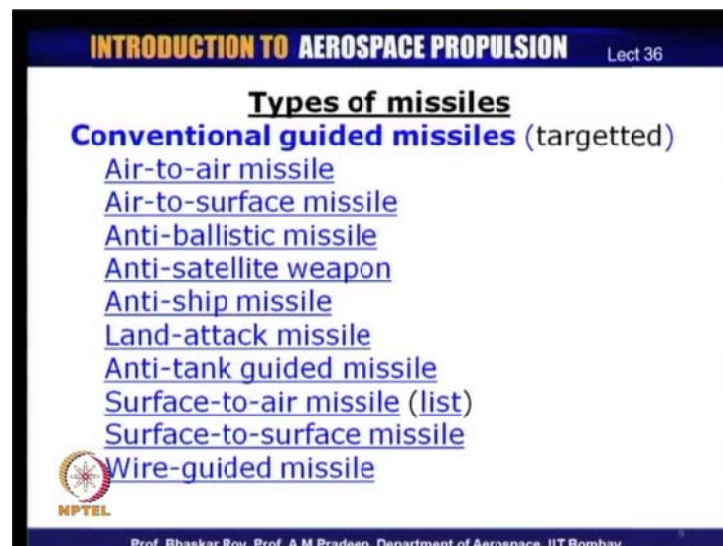 INTRODUCTION TO AEROSPACE PROPULSION Lect 36
Types of missiles
Conventional guided missiles (targetted)
Air-to-air missile
Air-to-surface missile
Anti-ballistic missile
Anti-satellite weapon
Anti-ship missile
Land-attack missile
Anti-tank guided missile
Surface-to-air missile (list)
Surface-to-surface missile
Wire-guided missile
NPTEL
Prof. Bhaskar Roy, Prof. A M Pradeep, Department of Aerospace, IIT Bombay